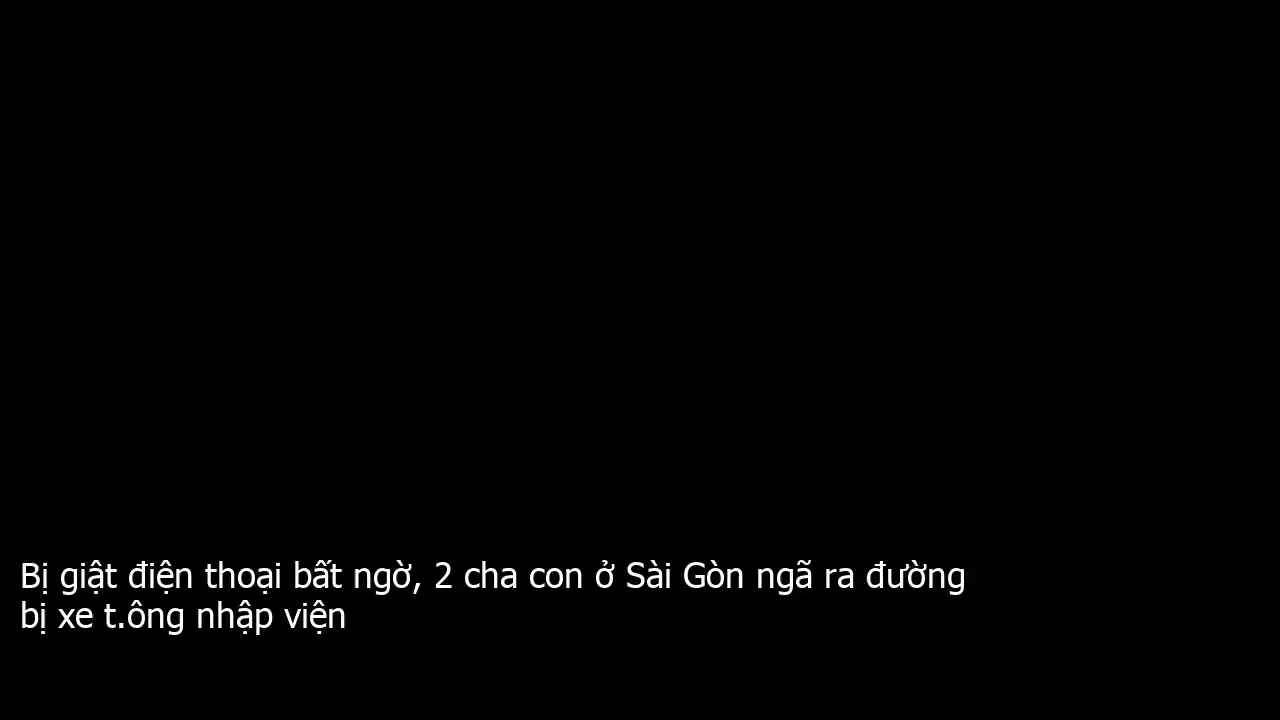 Bị giật điện thoại bất ngờ, 2 cha con ở Sài Gòn ngã ra đường
bị xe t.ông nhập viện